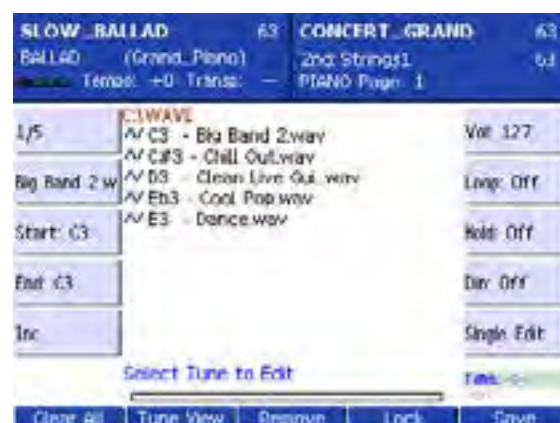 SLOW_BALLAD 63
BALLAD (Grand_Piano)
Tempo: +0 Transp: —
CONCERT_GRAND 63
2nd: Strings1 63
PIANO Page: 1
1/5
Big Band 2.w
Start: C3
End: C3
Inc
C:\WAVE
C3 - Big Band 2.wav
C#3 - Chill Out.wav
D3 - Clean Live Gui .wav
Eb3 - Cool Pop.wav
E3 - Dance.wav
Select Tune to Edit
Vol: 127
Loop: Off
Hold: Off
Din: Off
Single Edit
Clear All Tune View Remove Lock Save